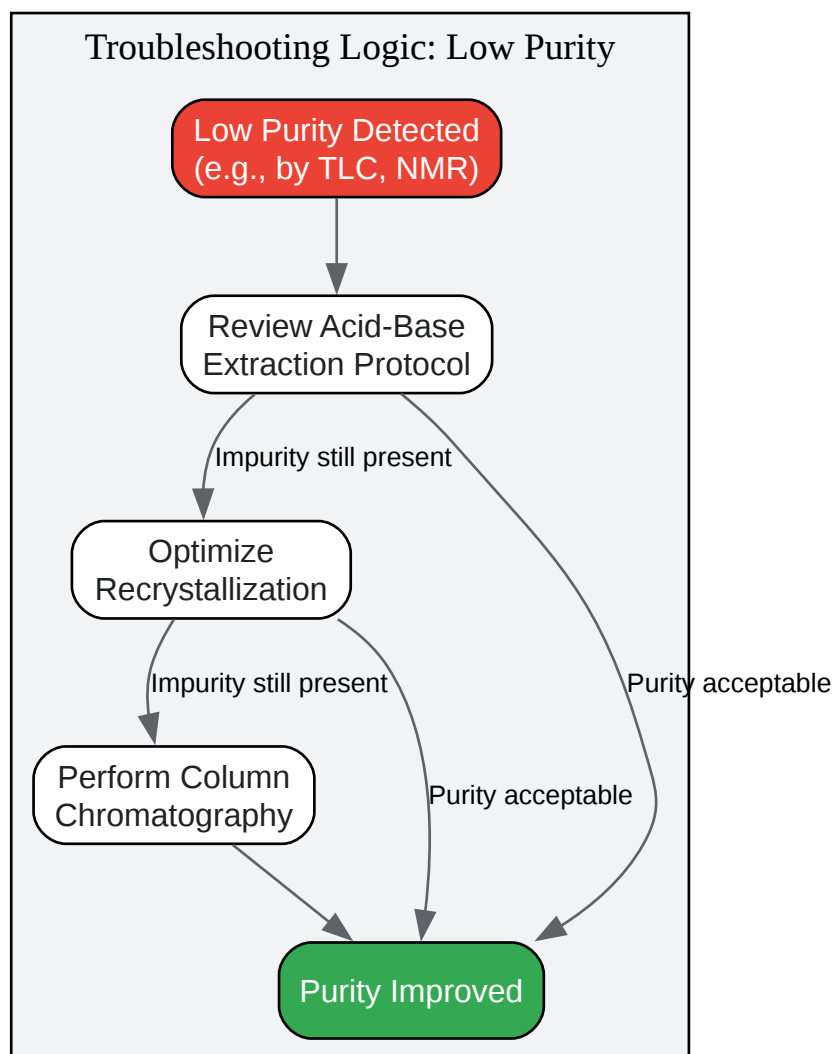 Troubleshooting Logic: Low Purity
Low Purity Detected
(e.g., by TLC, NMR)
Review Acid-Base
Extraction Protocol
Impurity still present
Optimize
Recrystallization
Impurity still present
Purity acceptable
Perform Column
Chromatography
Purity acceptable
Purity Improved